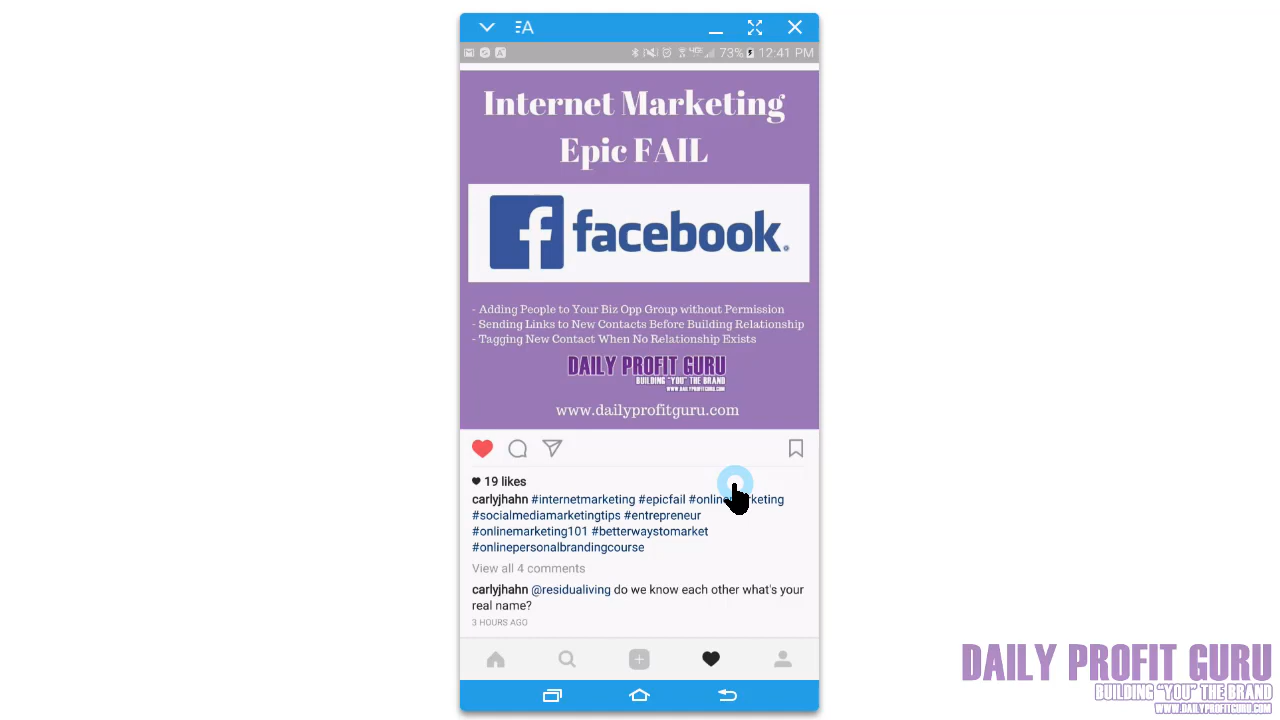 73% 12:41 PM
Internet Marketing
Epic FAIL
facebook.
- Adding People to Your Biz Opp Group without Permission
- Sending Links to New Contacts Before Building Relationship
- Tagging New Contact When No Relationship Exists
DAILY PROFIT GURU
BUILDING "YOU" THE BRAND
WWW.DAILYPROFITGURU.COM
www.dailyprofitguru.com
19 likes
carlyjhahn #internetmarketing #epicfail
#socialmediamarketingtips #entrepreneur
#onlinemarketing101 #betterwaystomarket
#onlinepersonalbrandingcourse
View all 4 comments
carlyjhahn @residualiving do we know each other what's your
real name?
3 HOURS AGO
DAILY PROFIT GURU
BUILDING "YOU" THE BRAND
WWW.DAILYPROFITGURU.COM